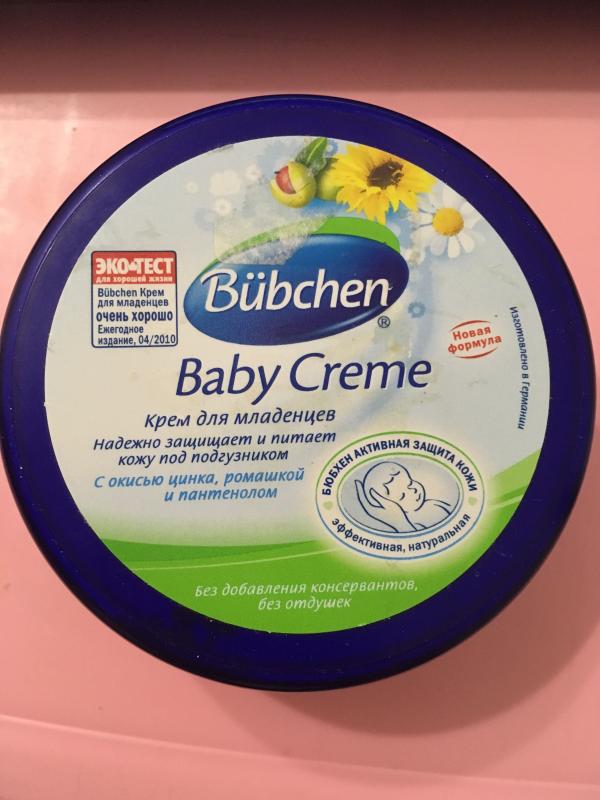 ЭКО-ТЕСТ
для хорошей жизни
Bübchen Крем
для младенцев
очень хорошо
Ежегодное
издание, 04/2010
Bübchen
®
Новая
формула
Изготовлено в Германии
Baby Creme
Крем для младенцев
Надежно защищает и питает
кожу под подгузником
С окисью цинка, ромашкой
и пантенолом
БЮБХЕН АКТИВНАЯ ЗАЩИТА КОЖИ
эффективная, натуральная
Без добавления консервантов,
без отдушек